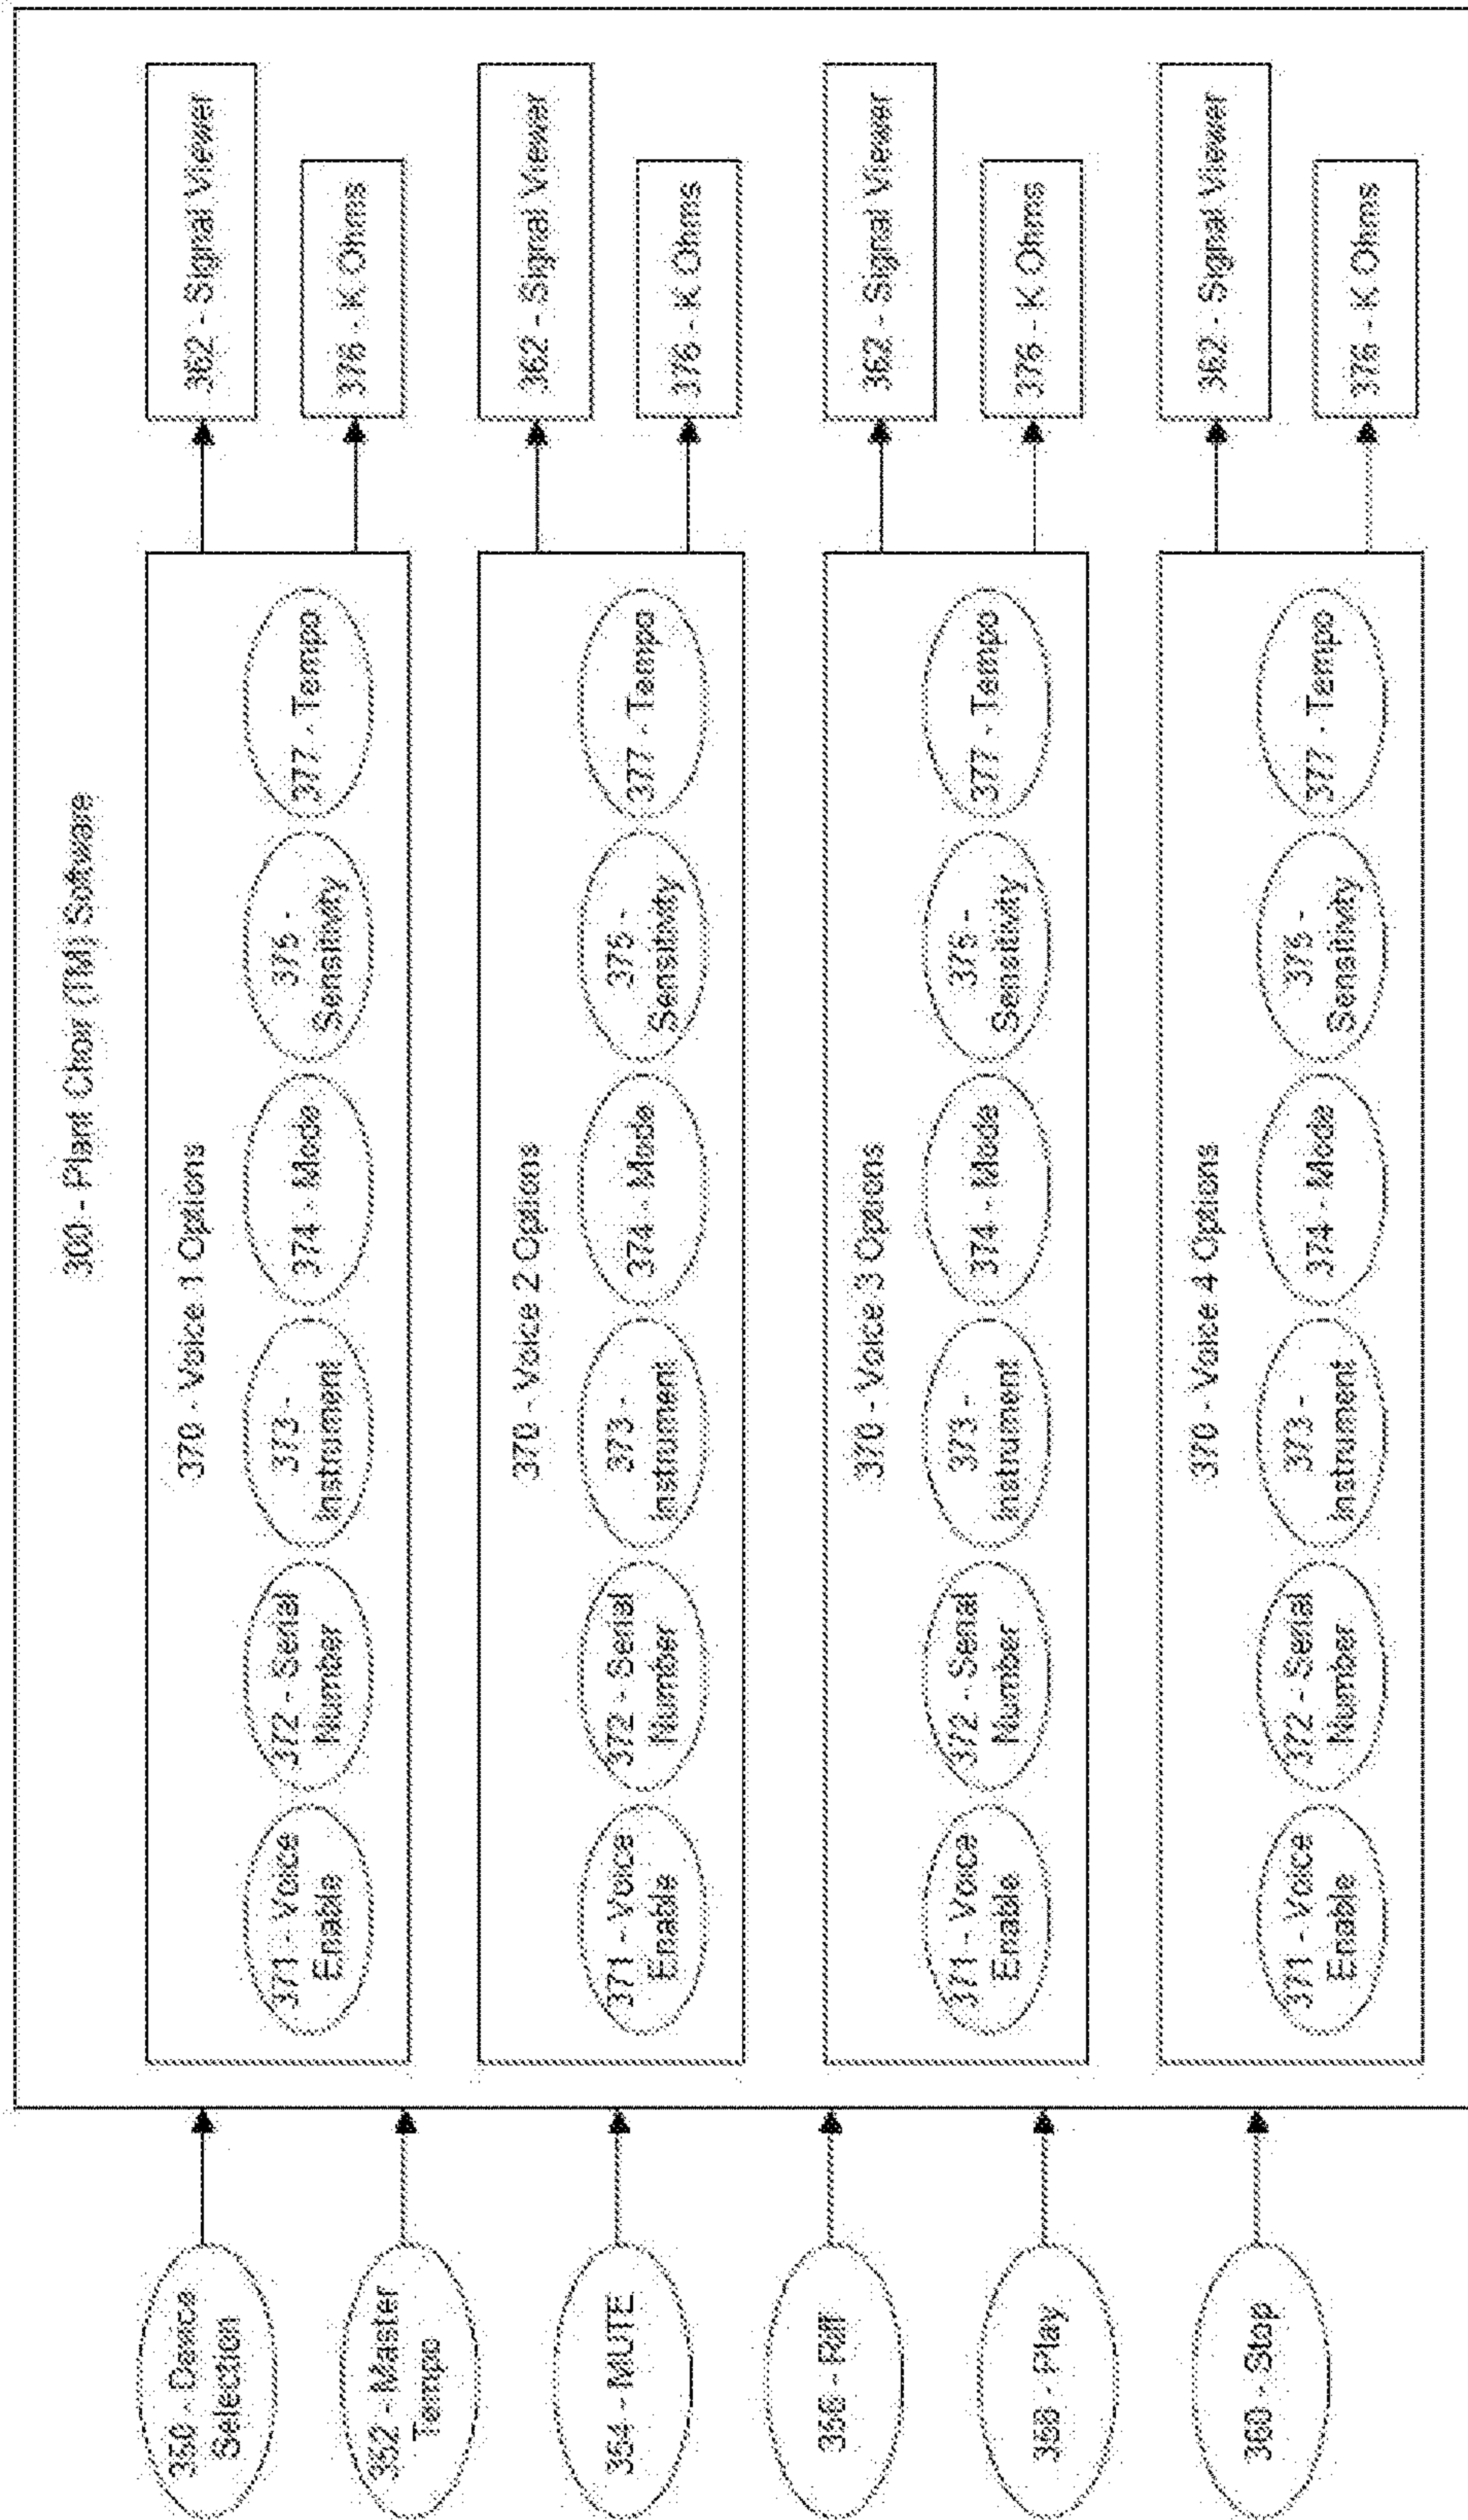 300 - Plant Choir (TM) Software
350 - Device
Selection
352 - Master
Tempo
354 - MUTE
356 - Riff
358 - Play
360 - Stop
370 - Voice 1 Options
371 - Voice
Enable
372 - Serial
Number
373 -
Instrument
374 - Mode
375 -
Sensitivity
377 - Tempo
362 - Signal Viewer
376 - K Ohms
370 - Voice 2 Options
371 - Voice
Enable
372 - Serial
Number
373 -
Instrument
374 - Mode
375 -
Sensitivity
377 - Tempo
362 - Signal Viewer
376 - K Ohms
370 - Voice 3 Options
371 - Voice
Enable
372 - Serial
Number
373 -
Instrument
374 - Mode
375 -
Sensitivity
377 - Tempo
362 - Signal Viewer
376 - K Ohms
370 - Voice 4 Options
371 - Voice
Enable
372 - Serial
Number
373 -
Instrument
374 - Mode
375 -
Sensitivity
377 - Tempo
362 - Signal Viewer
376 - K Ohms